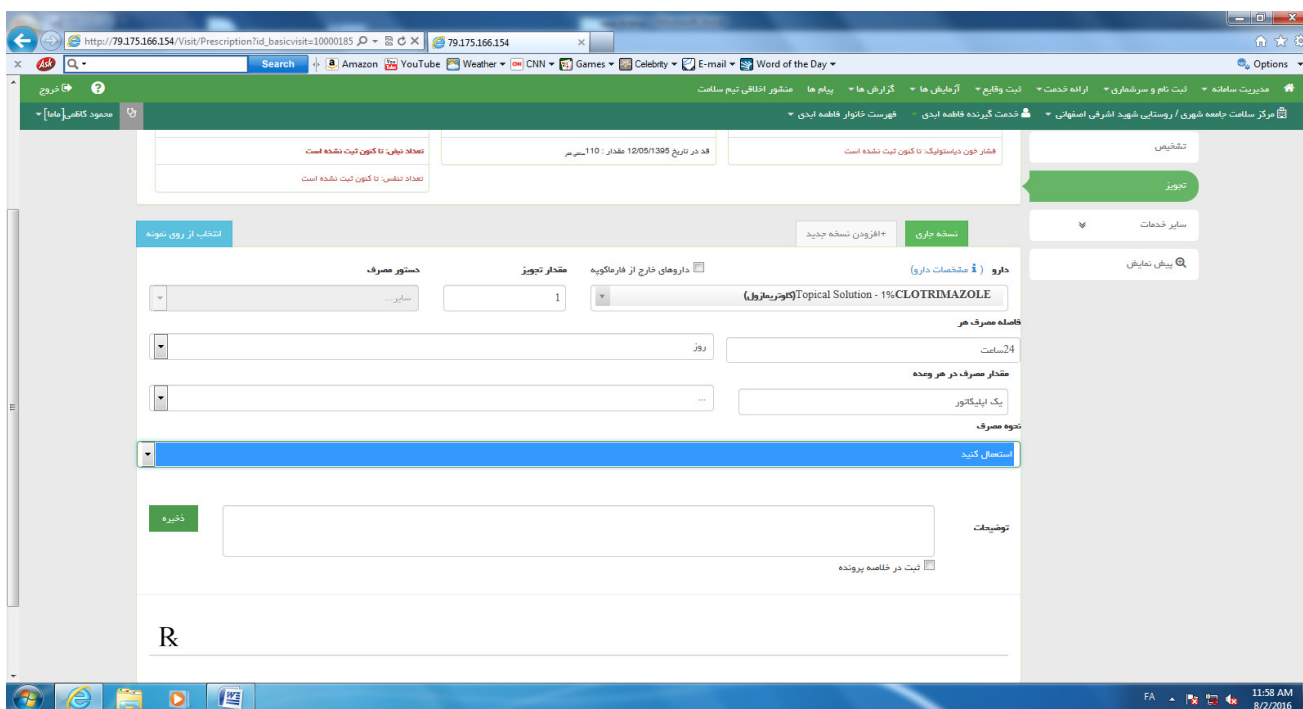 http://79.175.166.154/Visit/Prescription?id_basicvisit=10000185
79.175.166.154
Ask Search Amazon YouTube Weather CNN Games Celebrity E-mail Word of the Day Options
مدیریت سامانه ثبت نام و سرشماری ارائه خدمت ثبت وقایع آزمایش ها گزارش ها پیام ها منشور اخلاقی تیم سلامت ? خروج
مرکز سلامت جامعه شهری / روستایی شهید اشرفی اصفهانی خدمت گیرنده فاطمه ابدی فهرست خانوار فاطمه ابدی محمود کاظمی[ماما]
تشخیص
تجویز
سایر خدمات
پیش نمایش
فشار خون دیاستولیک: تا کنون ثبت نشده است
قد در تاریخ 12/05/1395 مقدار : 110
تعداد نبض: تا کنون ثبت نشده است
تعداد تنفس: تا کنون ثبت نشده است
نسخه جاری +افزودن نسخه جدید انتخاب از روی نمونه
دارو ( i مشخصات دارو) داروهای خارج از فارماکوپه مقدار تجویز دستور مصرف
Topical Solution - 1%CLOTRIMAZOLE(کلوتریمازول) 1 سایر...
فاصله مصرف هر
24ساعت روز
مقدار مصرف در هر وعده
یک اپلیکاتور ...
نحوه مصرف
استعمال کنید
توضیحات
ذخیره
ثبت در خلاصه پرونده
℞
FA 11:58 AM
8/2/2016